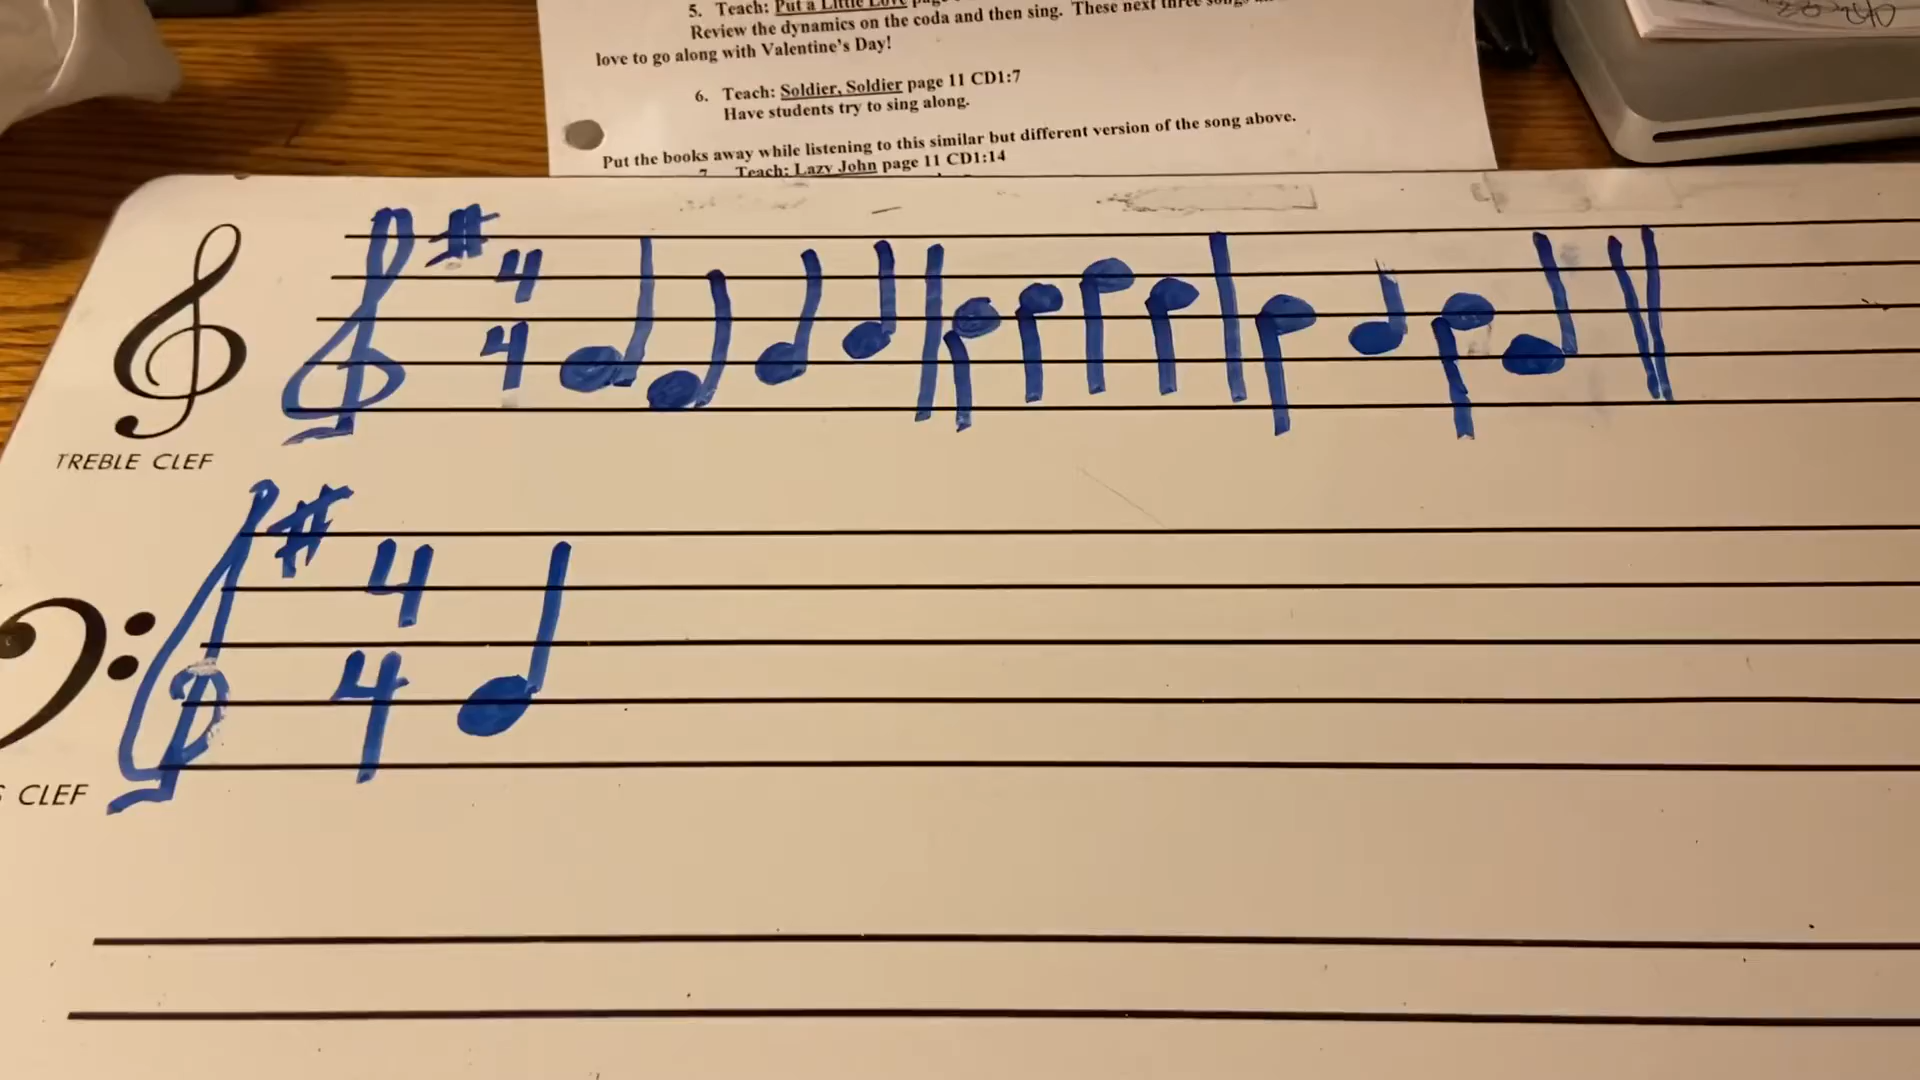 5. Teach: Put a Little Love
Review the dynamics on the coda and then sing. These next three songs
love to go along with Valentine's Day!
6. Teach: Soldier, Soldier page 11 CD1:7
Have students try to sing along.
Put the books away while listening to this similar but different version of the song above.
Teach: Lazy John page 11 CD1:14
4
4
TREBLE CLEF
4
4
CLEF